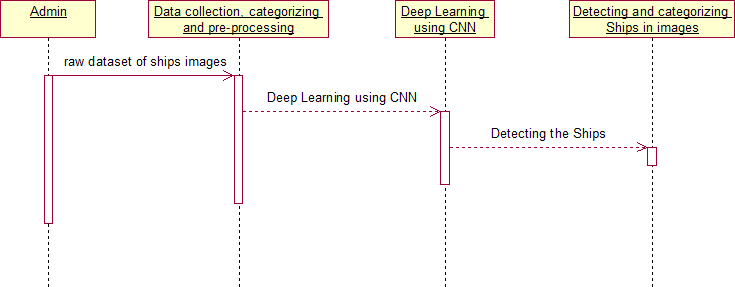 Admin
Data collection, categorizing
and pre-processing
Deep Learning
using CNN
Detecting and categorizing
Ships in images
raw dataset of ships images
Deep Learning using CNN
Detecting the Ships